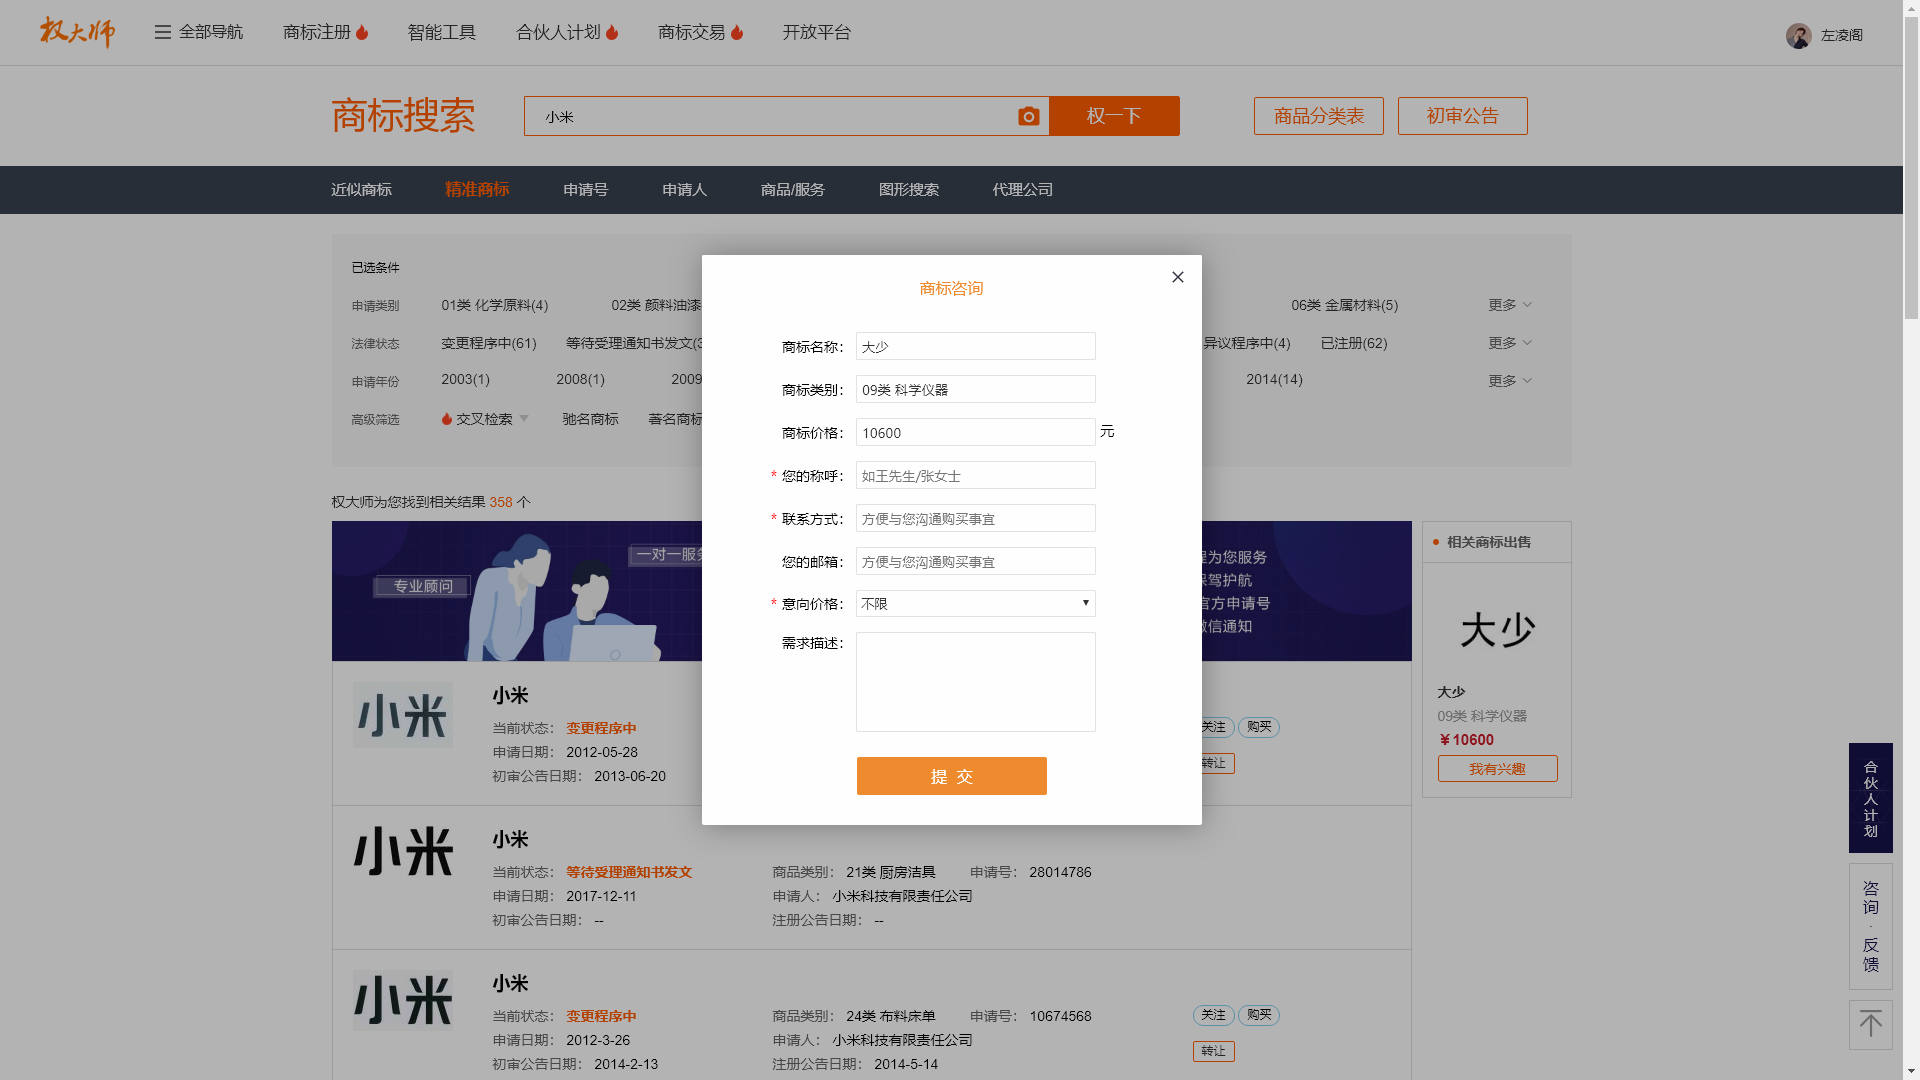 权大师
全部导航
商标注册
智能工具
合伙人计划
商标交易
开放平台
左凌阁
商标搜索
小米
权一下
商品分类表
初审公告
近似商标
精准商标
申请号
申请人
商品/服务
图形搜索
代理公司
已选条件
申请类别
01类 化学原料(4)
02类 颜料油漆
06类 金属材料(5)
更多
法律状态
变更程序中(61)
等待受理通知书发文(3
异议程序中(4)
已注册(62)
更多
申请年份
2003(1)
2008(1)
2009
2014(14)
更多
高级筛选
交叉检索
驰名商标
著名商标
权大师为您找到相关结果 358 个
专业顾问
一对一服务
程为您服务
保驾护航
官方申请号
微信通知
商标咨询
商标名称：
大少
商标类别：
09类 科学仪器
商标价格：
10600
元
* 您的称呼：
如王先生/张女士
* 联系方式：
方便与您沟通购买事宜
您的邮箱：
方便与您沟通购买事宜
* 意向价格：
不限
需求描述：
提 交
小米
小米
当前状态： 变更程序中
申请日期： 2012-05-28
初审公告日期： 2013-06-20
关注
购买
转让
小米
小米
当前状态： 等待受理通知书发文
商品类别： 21类 厨房洁具
申请号： 28014786
申请日期： 2017-12-11
申请人： 小米科技有限责任公司
初审公告日期： --
注册公告日期： --
小米
小米
当前状态： 变更程序中
商品类别： 24类 布料床单
申请号： 10674568
关注
购买
申请日期： 2012-3-26
申请人： 小米科技有限责任公司
转让
初审公告日期： 2014-2-13
注册公告日期： 2014-5-14
相关商标出售
大少
大少
09类 科学仪器
¥10600
我有兴趣
合伙人计划
咨询·反馈